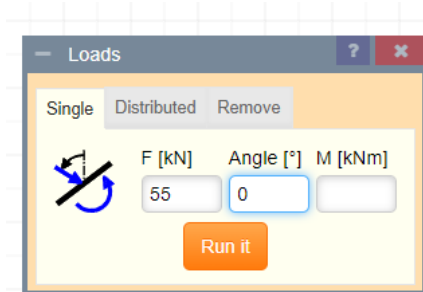 Loads ? ×
Single Distributed Remove
F [kN] Angle [°] M [kNm]
55 0
Run it